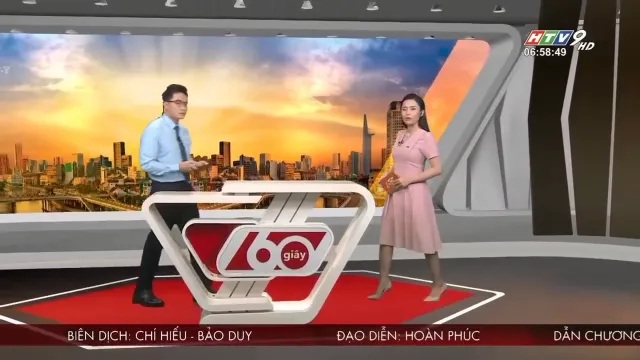 HTV9 HD
06:58:49
60 giây
BIÊN DỊCH: CHÍ HIẾU - BẢO DUY ĐẠO DIỄN: HOÀN PHÚC DẪN CHƯƠNG